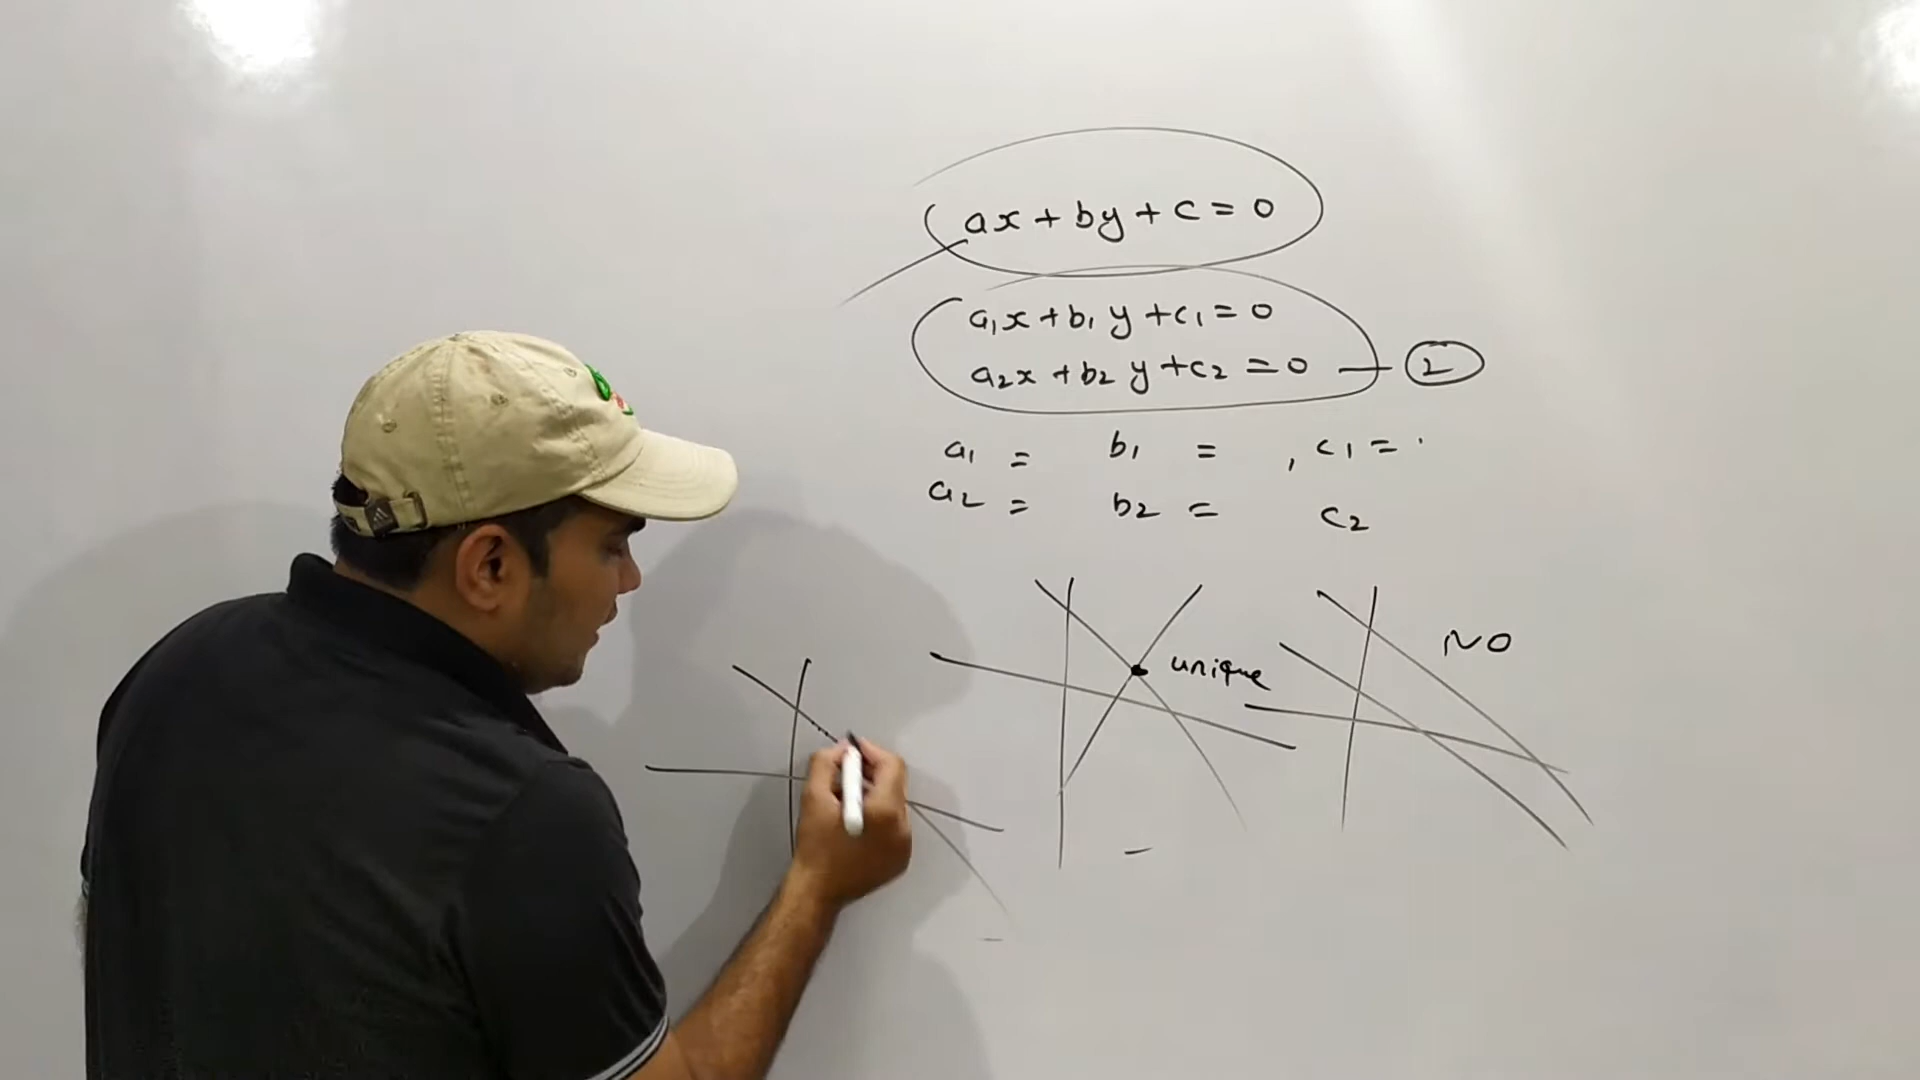 ax + by + c = 0
a₁x + b₁y + c₁ = 0
a₂x + b₂y + c₂ = 0 — ②
a₁ = b₁ = , c₁ = .
a₂ = b₂ = c₂
unique
NO